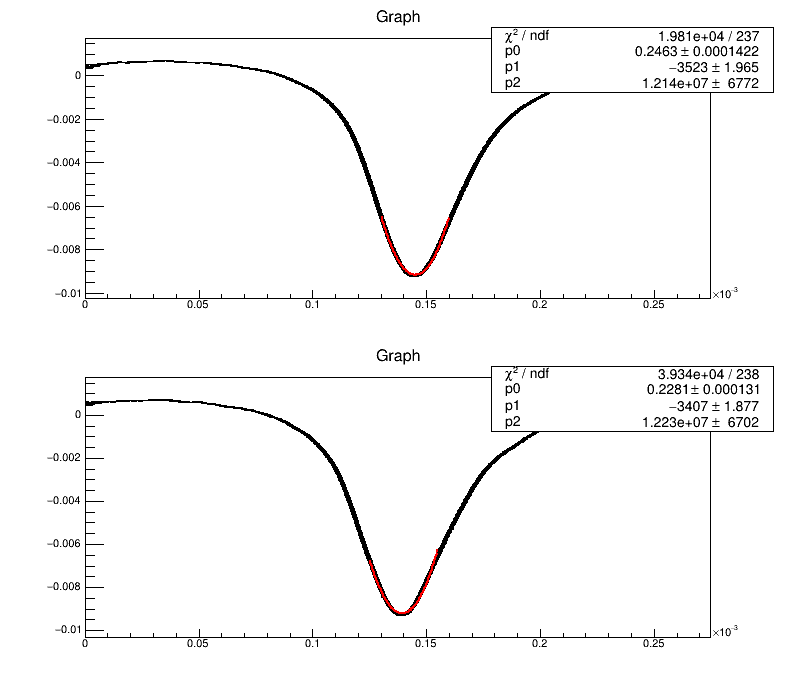 Graph
χ² / ndf 1.981e+04 / 237
p0 0.2463 ± 0.0001422
p1 −3523 ± 1.965
p2 1.214e+07 ± 6772
0
−0.002
−0.004
−0.006
−0.008
−0.01
0 0.05 0.1 0.15 0.2 0.25
×10⁻³
Graph
χ² / ndf 3.934e+04 / 238
p0 0.2281 ± 0.000131
p1 −3407 ± 1.877
p2 1.223e+07 ± 6702
0
−0.002
−0.004
−0.006
−0.008
−0.01
0 0.05 0.1 0.15 0.2 0.25
×10⁻³